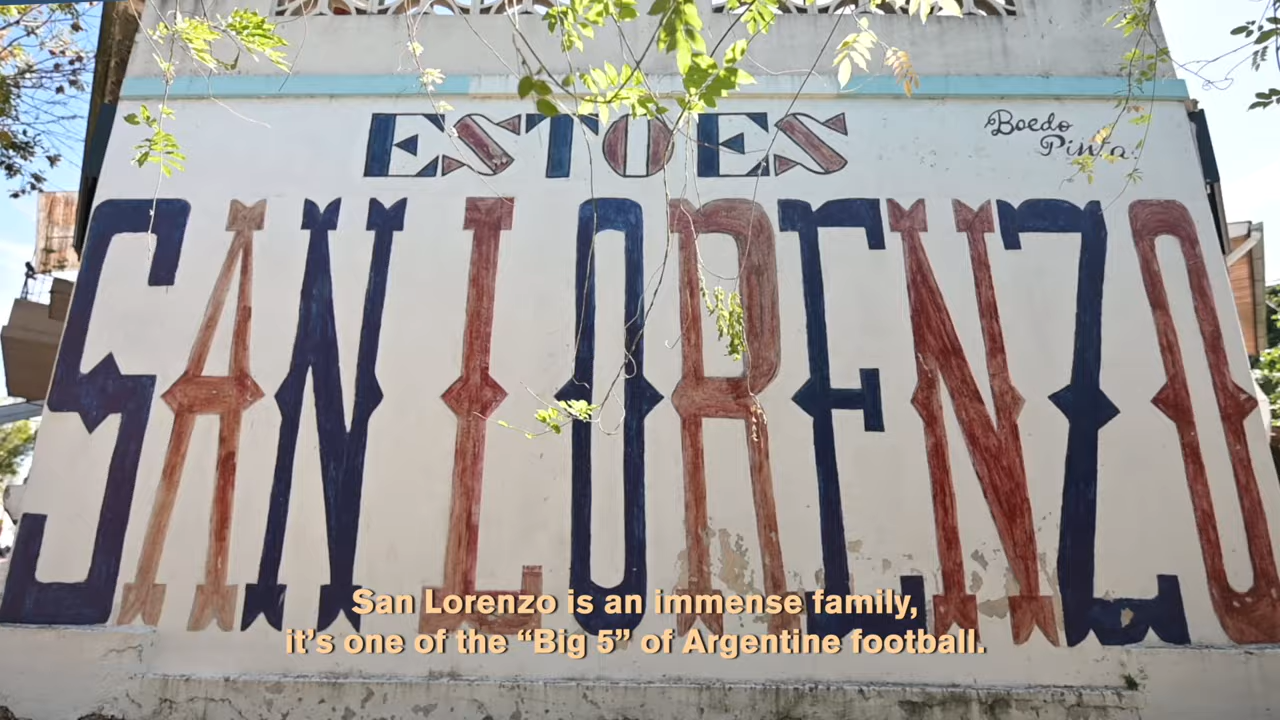 ESTO ES
Boedo
Pinta
SAN LORENZO
San Lorenzo is an immense family,
it's one of the “Big 5” of Argentine football.